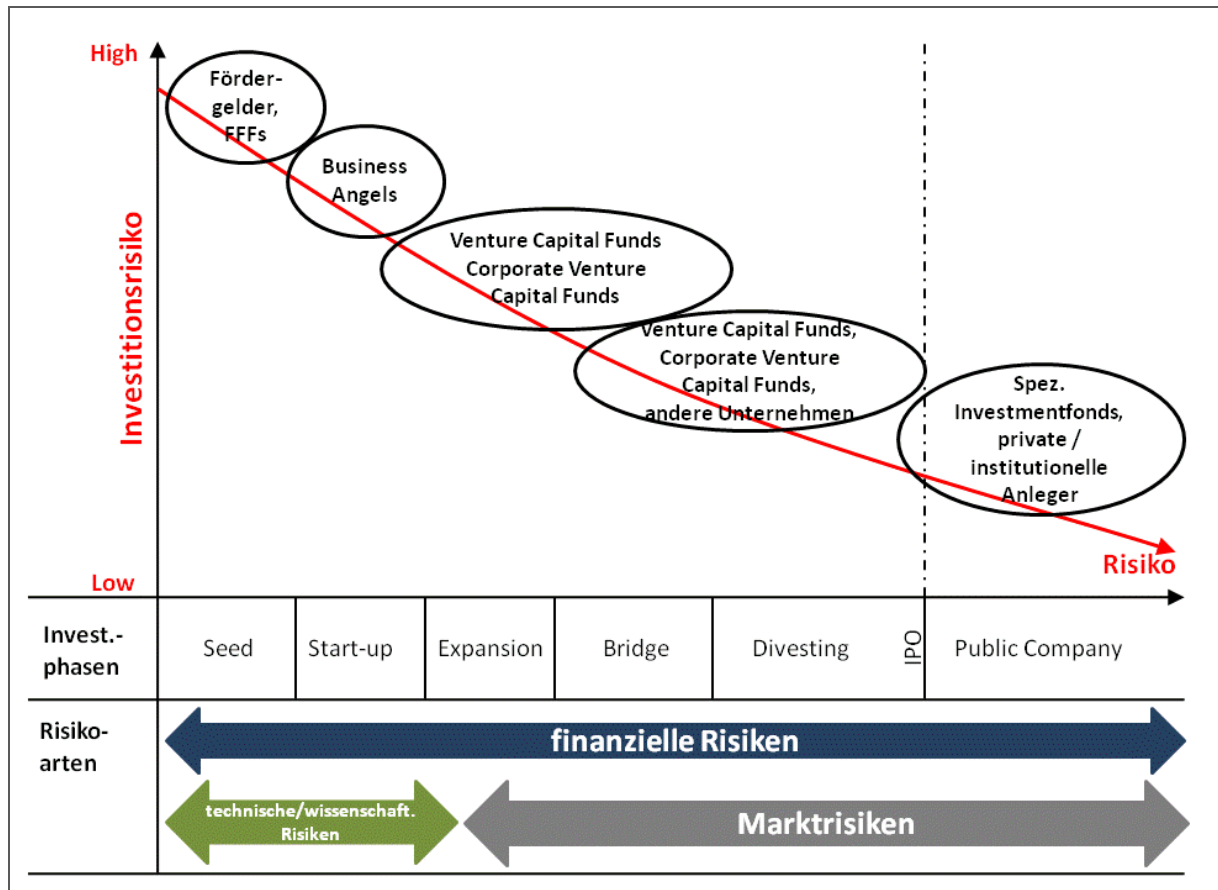 High
Förder-
gelder,
FFFs
Business
Angels
Venture Capital Funds
Corporate Venture
Capital Funds
Venture Capital Funds,
Corporate Venture
Capital Funds,
andere Unternehmen
Spez.
Investmentfonds,
private /
institutionelle
Anleger
Investitionsrisiko
Risiko
Low
Invest.-
phasen
Seed
Start-up
Expansion
Bridge
Divesting
IPO
Public Company
Risiko-
arten
finanzielle Risiken
technische/wissenschaft.
Risiken
Marktrisiken